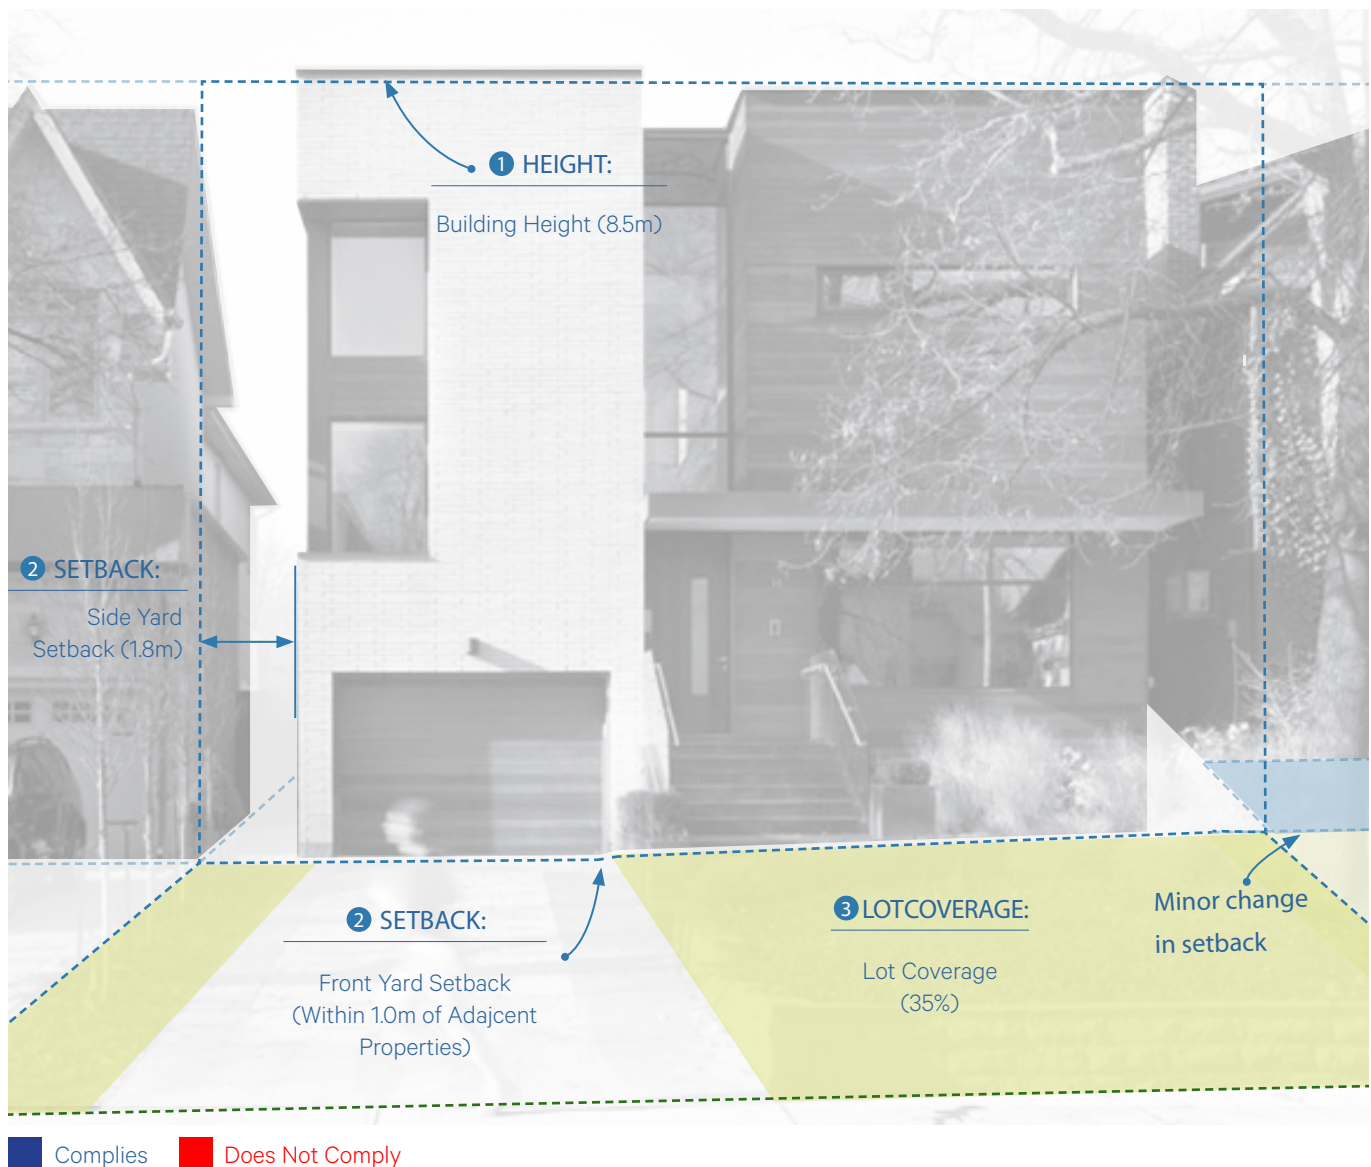 1 HEIGHT:
Building Height (8.5m)
2 SETBACK:
Side Yard
Setback (1.8m)
2 SETBACK:
Front Yard Setback
(Within 1.0m of Adajcent
Properties)
3 LOTCOVERAGE:
Lot Coverage
(35%)
Minor change
in setback
Complies
Does Not Comply